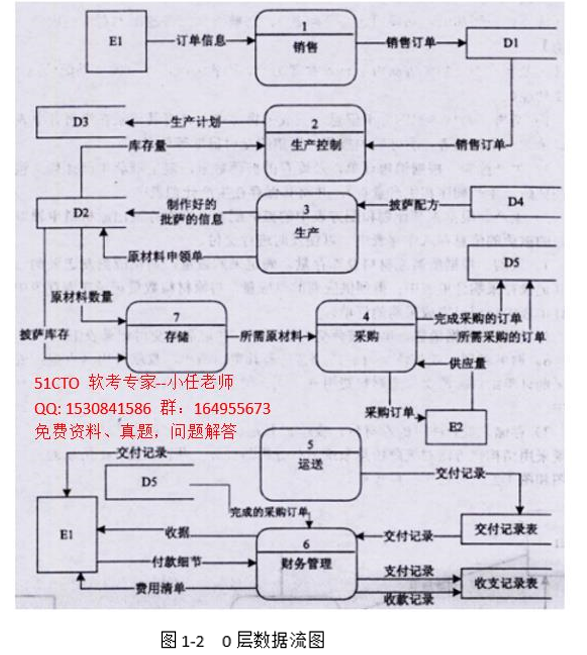 E1
订单信息
1
销售
销售订单
D1
D3
生产计划
库存量
2
生产控制
销售订单
D2
制作好的
批萨的信息
3
生产
披萨配方
D4
原材料申领单
D5
原材料数量
披萨库存
7
存储
所需原材料
采购
完成采购的订单
所需采购的订单
供应量
51CTO 软考专家--小任老师
QQ: 1530841586 群: 164955673
免费资料、真题，问题解答
采购订单
E2
交付记录
D5
5
运送
交付记录
完成的采购订单
E1
收据
付款细节
费用清单
6
财务管理
交付记录
交付记录表
支付记录
收款记录
收支记录表
图1-2 0层数据流图